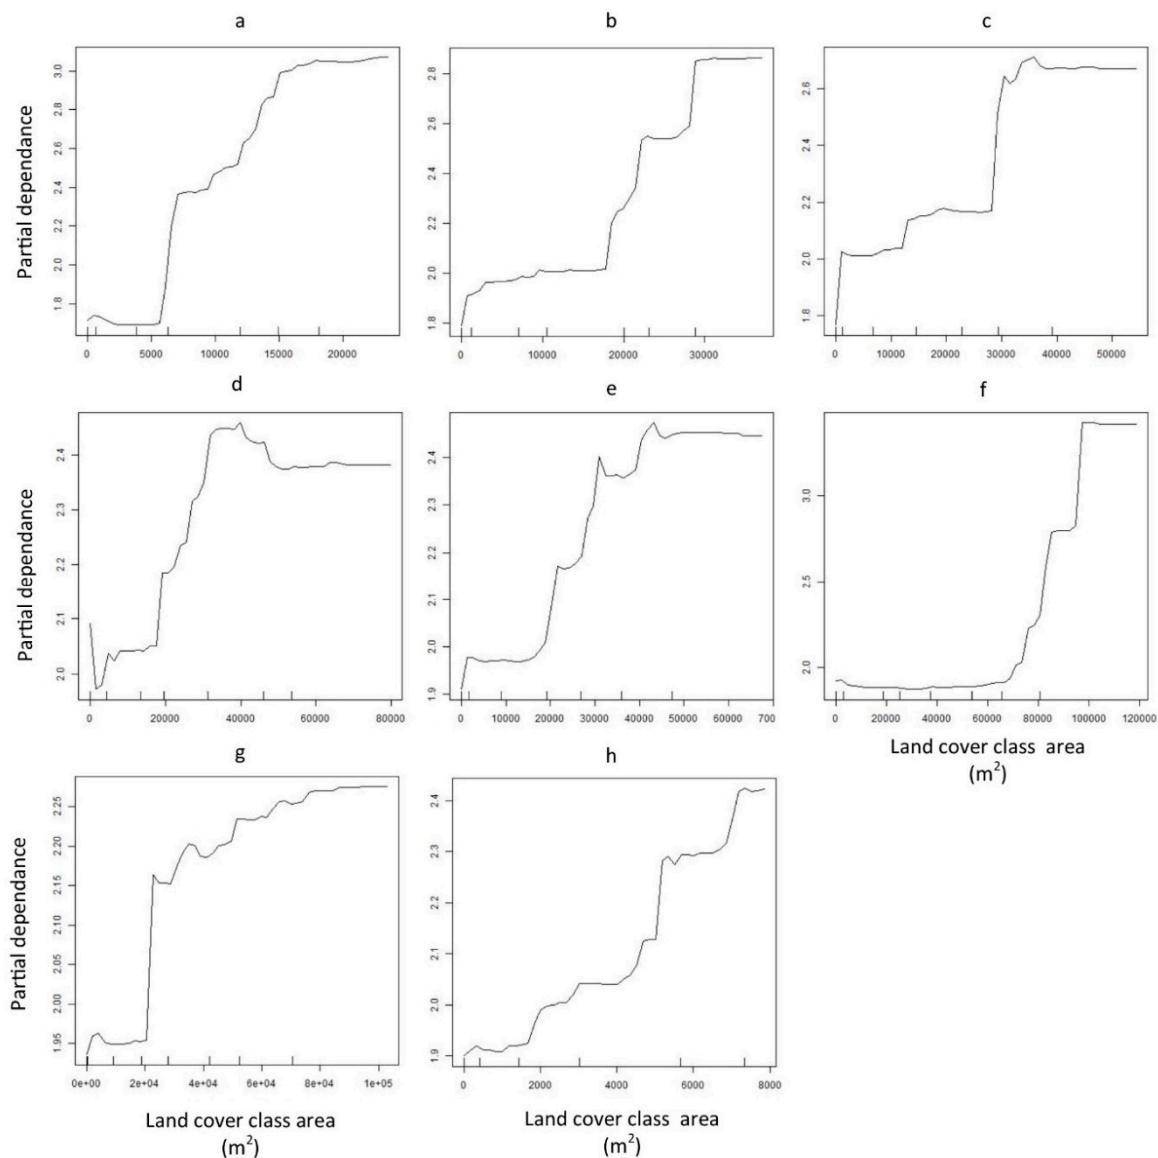 a
b
c
Partial dependance
3.0
2.8
2.6
2.4
2.2
2.0
1.8
0 5000 10000 15000 20000
2.8
2.6
2.4
2.2
2.0
1.8
0 10000 20000 30000
2.6
2.4
2.2
2.0
1.8
0 10000 20000 30000 40000 50000
d
e
f
Partial dependance
2.4
2.3
2.2
2.1
2.0
0 20000 40000 60000 80000
2.4
2.3
2.2
2.1
2.0
1.9
0 10000 20000 30000 40000 50000 60000 700
3.0
2.5
2.0
0 20000 40000 60000 80000 100000 120000
Land cover class area
(m²)
g
h
Partial dependance
2.25
2.20
2.15
2.10
2.05
2.00
1.95
0e+00 2e+04 4e+04 6e+04 8e+04 1e+05
Land cover class area
(m²)
2.4
2.3
2.2
2.1
2.0
1.9
0 2000 4000 6000 8000
Land cover class area
(m²)